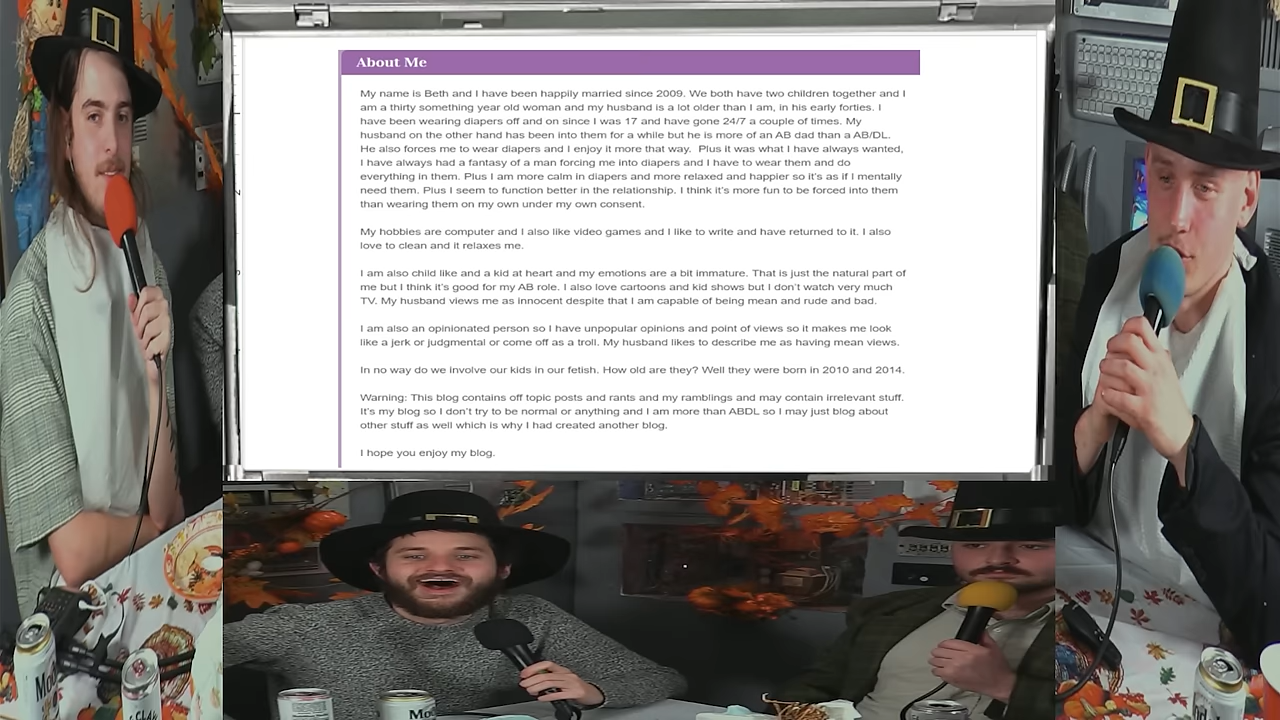 About Me
My name is Beth and I have been happily married since 2009. We both have two children together and I
am a thirty something year old woman and my husband is a lot older than I am, in his early forties. I
have been wearing diapers off and on since I was 17 and have gone 24/7 a couple of times. My
husband on the other hand has been into them for a while but he is more of an AB dad than a AB/DL.
He also forces me to wear diapers and I enjoy it more that way. Plus it was what I have always wanted,
I have always had a fantasy of a man forcing me into diapers and I have to wear them and do
everything in them. Plus I am more calm in diapers and more relaxed and happier so it's as if I mentally
need them. Plus I seem to function better in the relationship. I think it's more fun to be forced into them
than wearing them on my own under my own consent.
My hobbies are computer and I also like video games and I like to write and have returned to it. I also
love to clean and it relaxes me.
I am also child like and a kid at heart and my emotions are a bit immature. That is just the natural part of
me but I think it's good for my AB role. I also love cartoons and kid shows but I don't watch very much
TV. My husband views me as innocent despite that I am capable of being mean and rude and bad.
I am also an opinionated person so I have unpopular opinions and point of views so it makes me look
like a jerk or judgmental or come off as a troll. My husband likes to describe me as having mean views.
In no way do we involve our kids in our fetish. How old are they? Well they were born in 2010 and 2014.
Warning: This blog contains off topic posts and rants and my ramblings and may contain irrelevant stuff.
It's my blog so I don't try to be normal or anything and I am more than ABDL so I may just blog about
other stuff as well which is why I had created another blog.
I hope you enjoy my blog.